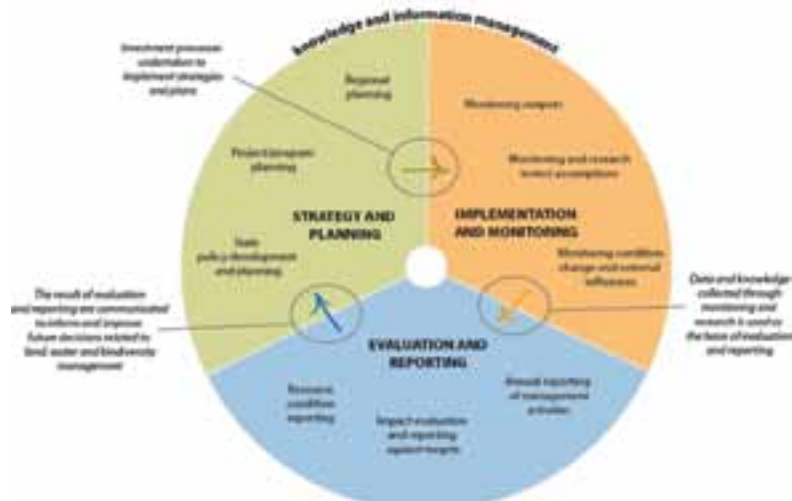 knowledge and information management
Investment processes
undertaken to
implement strategies
and plans
Regional
planning
Project/program
planning
STRATEGY AND
PLANNING
State
policy development
and planning
Monitoring outputs
Monitoring and research
to test assumptions
IMPLEMENTATION
AND MONITORING
Monitoring condition
change and external
influences
Data and knowledge
collected through
monitoring and
research is used as
the base of evaluation
and reporting
The result of evaluation
and reporting are communicated
to inform and improve
future decisions related to
land, water and biodiversity
management
EVALUATION AND
REPORTING
Resource
condition
reporting
Impact evaluation
and reporting
against targets
Annual reporting
of management
activities